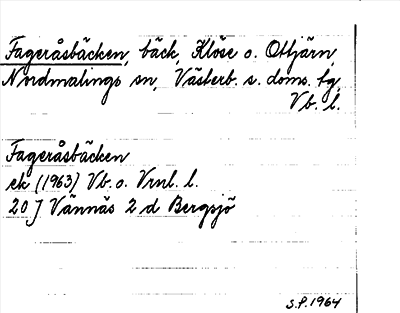 Fageråsbäcken, bäck, Klöse o. Ottjärn,
Nordmalings sn, Västerb. s. doms. tg,
Vb. l.
Fageråsbäcken
ek (1963) Vb. o. Vrnl. l.
20 J Vännäs 2 d Bergsjö
S.P. 1964